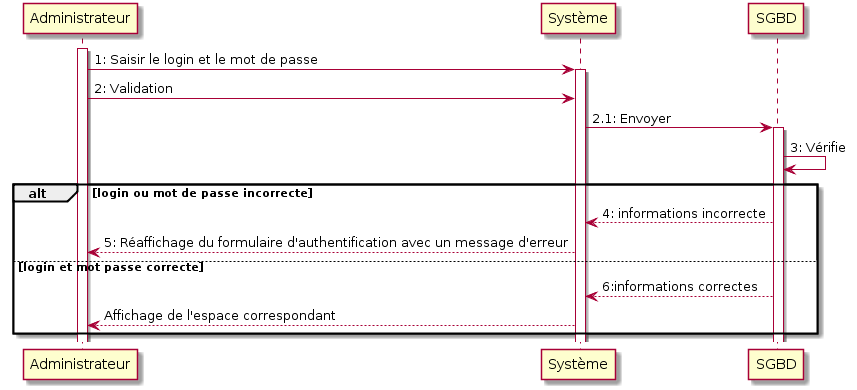 Administrateur
Système
SGBD
1: Saisir le login et le mot de passe
2: Validation
2.1: Envoyer
3: Vérifie
alt
[login ou mot de passe incorrecte]
4: informations incorrecte
5: Réaffichage du formulaire d'authentification avec un message d'erreur
[login et mot passe correcte]
6:informations correctes
Affichage de l'espace correspondant
Administrateur
Système
SGBD